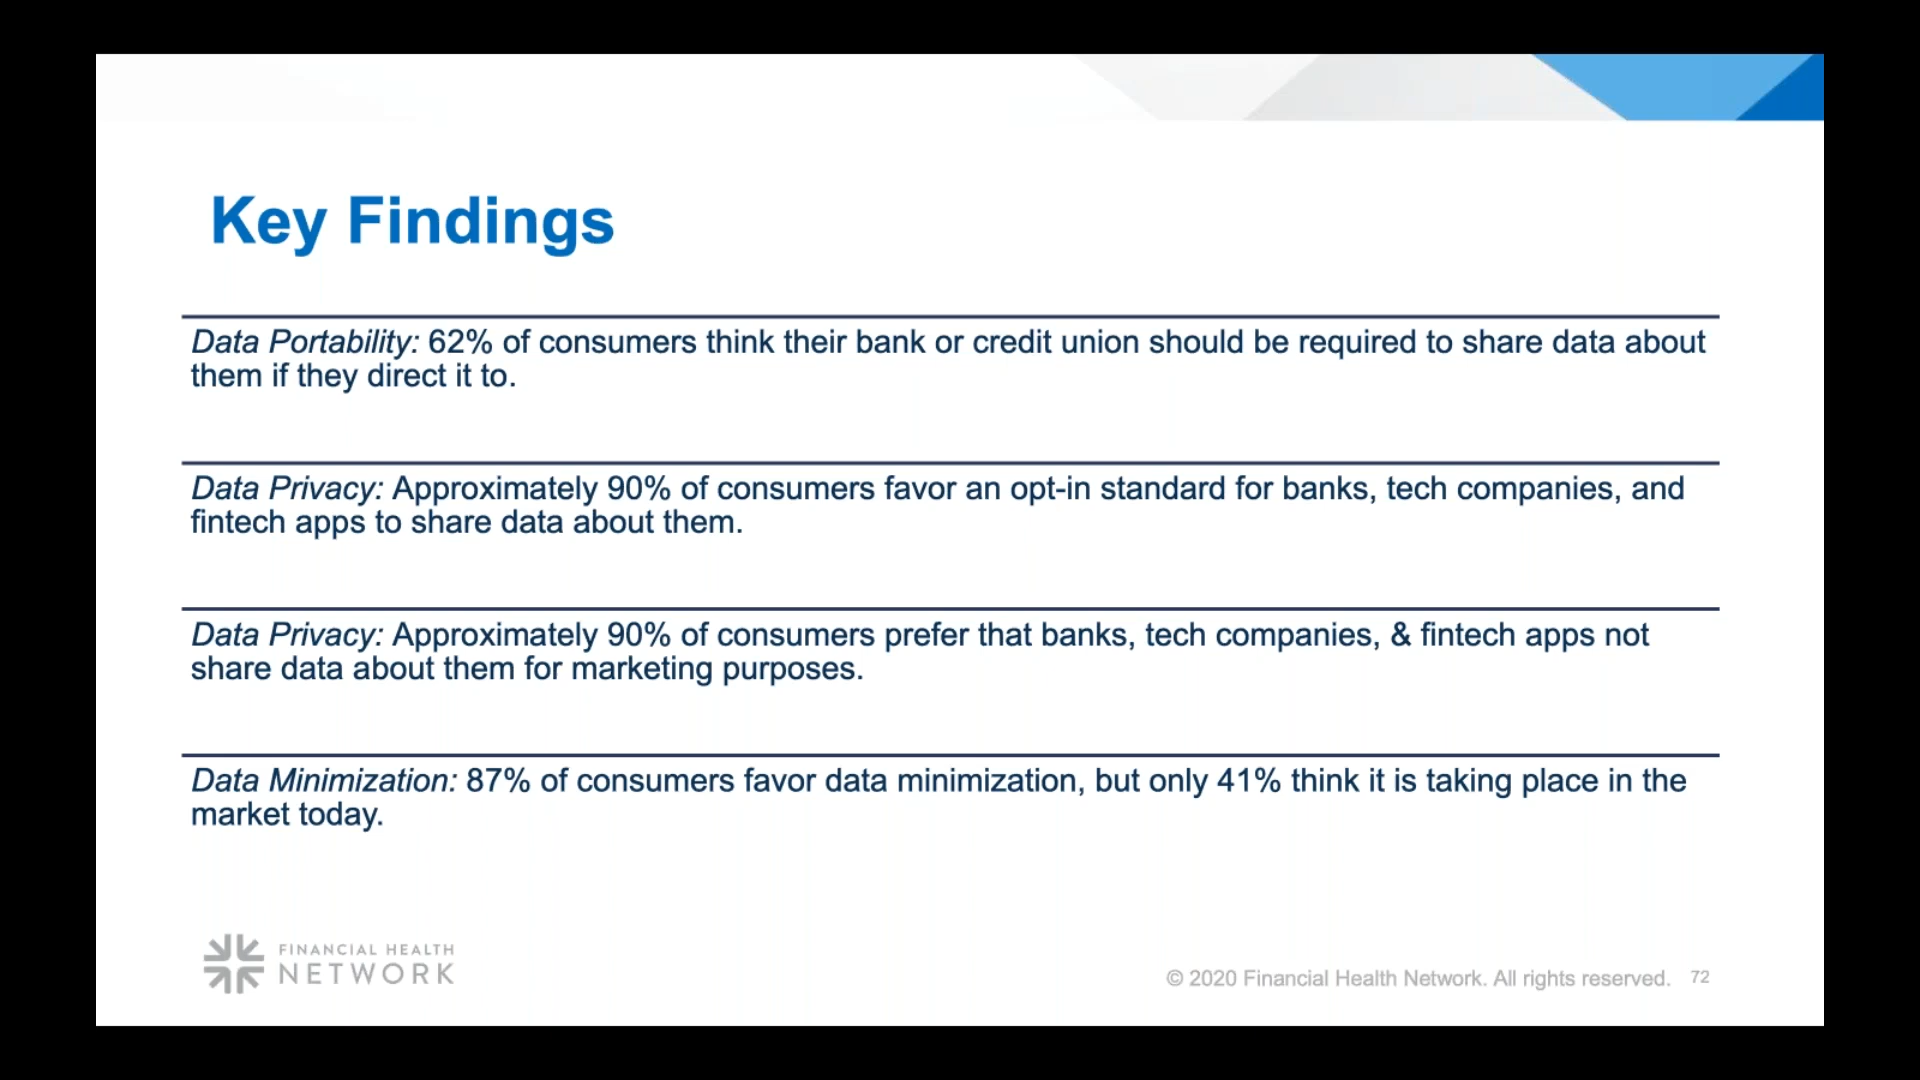 Key Findings
Data Portability: 62% of consumers think their bank or credit union should be required to share data about
them if they direct it to.
Data Privacy: Approximately 90% of consumers favor an opt-in standard for banks, tech companies, and
fintech apps to share data about them.
Data Privacy: Approximately 90% of consumers prefer that banks, tech companies, & fintech apps not
share data about them for marketing purposes.
Data Minimization: 87% of consumers favor data minimization, but only 41% think it is taking place in the
market today.
FINANCIAL HEALTH
NETWORK
© 2020 Financial Health Network. All rights reserved. 72